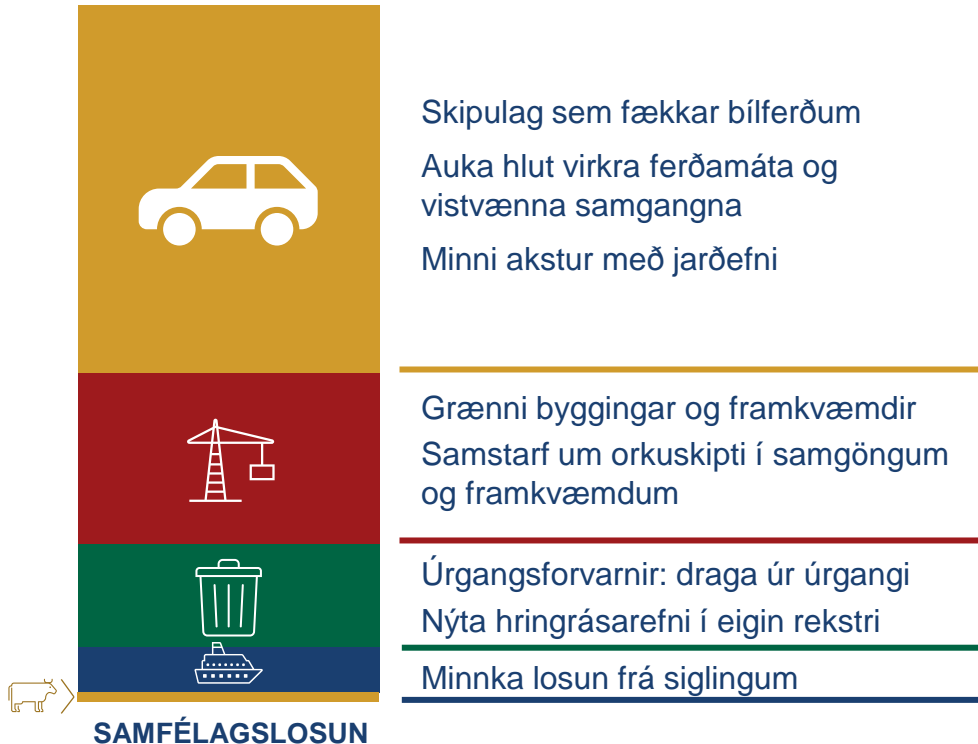 Skipulag sem fækkar bílferðum
Auka hlut virkra ferðamáta og
vistvænna samgangna
Minni akstur með jarðefni
Grænni byggingar og framkvæmdir
Samstarf um orkuskipti í samgöngum
og framkvæmdum
Úrgangsforvarnir: draga úr úrgangi
Nýta hringrásarefni í eigin rekstri
Minnka losun frá siglingum
SAMFÉLAGSLOSUN